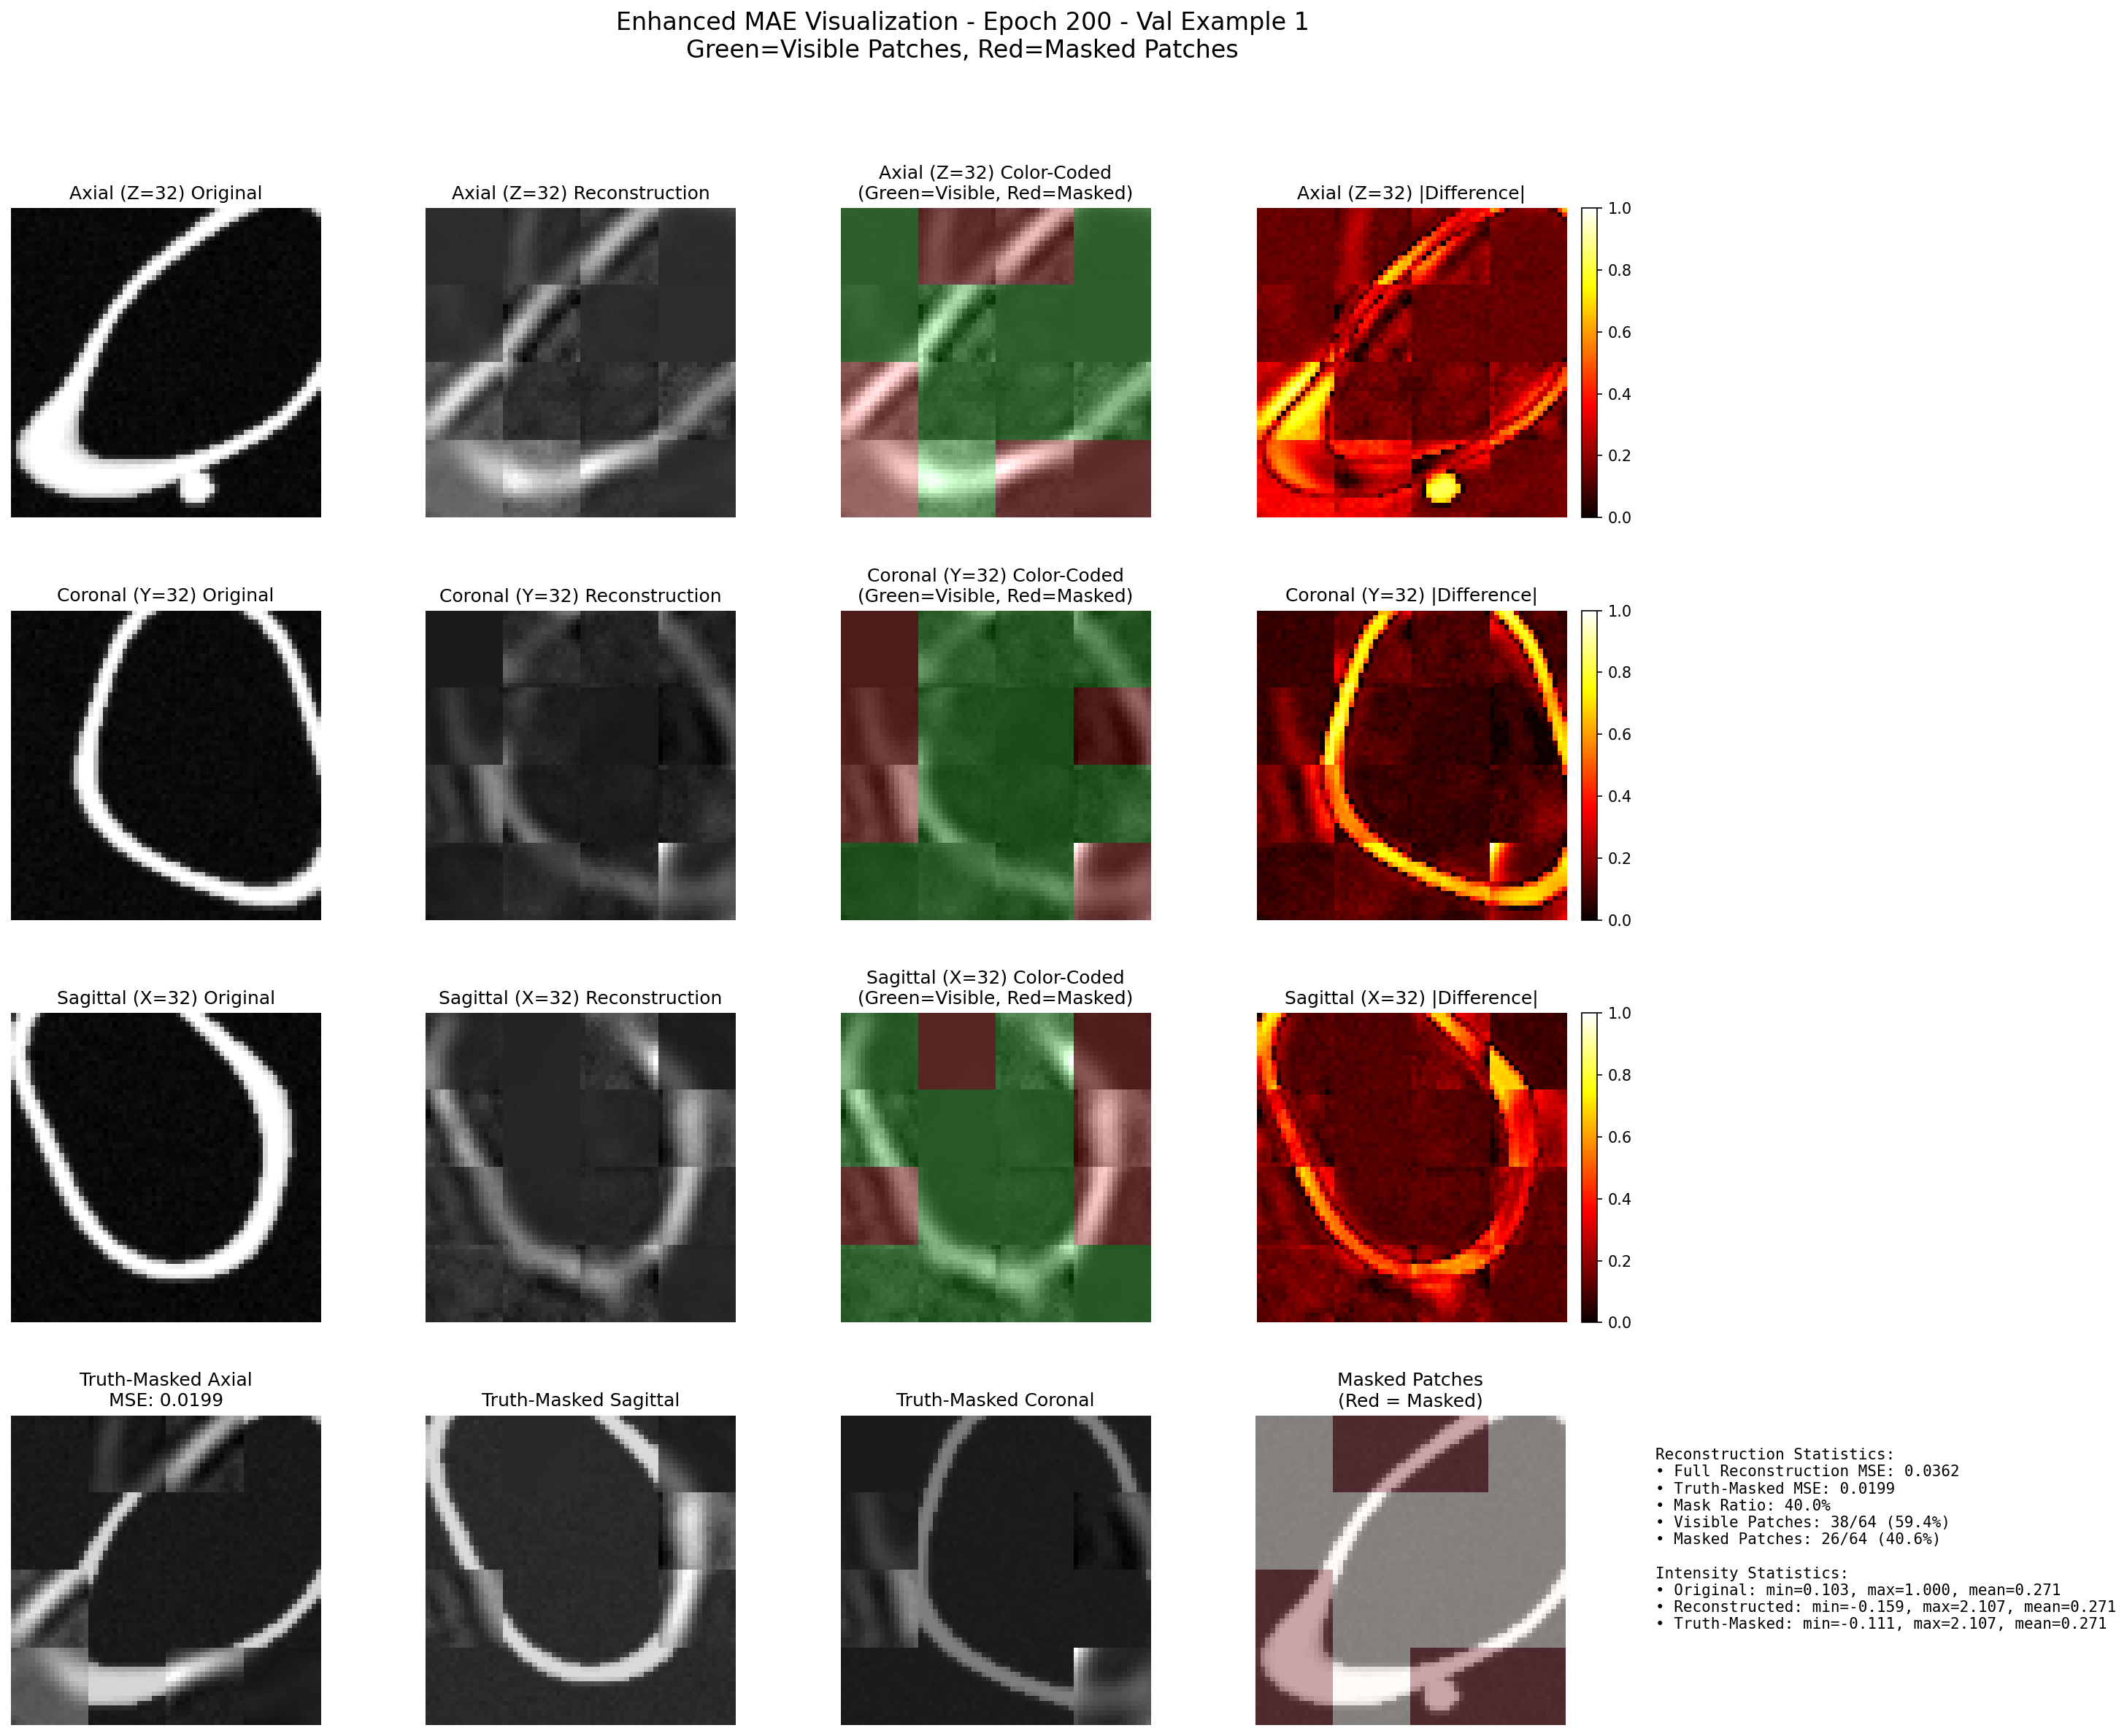 Enhanced MAE Visualization - Epoch 200 - Val Example 1
Green=Visible Patches, Red=Masked Patches
Axial (Z=32) Original
Axial (Z=32) Reconstruction
Axial (Z=32) Color-Coded
(Green=Visible, Red=Masked)
Axial (Z=32) |Difference|
1.0
0.8
0.6
0.4
0.2
0.0
Coronal (Y=32) Original
Coronal (Y=32) Reconstruction
Coronal (Y=32) Color-Coded
(Green=Visible, Red=Masked)
Coronal (Y=32) |Difference|
1.0
0.8
0.6
0.4
0.2
0.0
Sagittal (X=32) Original
Sagittal (X=32) Reconstruction
Sagittal (X=32) Color-Coded
(Green=Visible, Red=Masked)
Sagittal (X=32) |Difference|
1.0
0.8
0.6
0.4
0.2
0.0
Truth-Masked Axial
MSE: 0.0199
Truth-Masked Sagittal
Truth-Masked Coronal
Masked Patches
(Red = Masked)
Reconstruction Statistics:
• Full Reconstruction MSE: 0.0362
• Truth-Masked MSE: 0.0199
• Mask Ratio: 40.0%
• Visible Patches: 38/64 (59.4%)
• Masked Patches: 26/64 (40.6%)
Intensity Statistics:
• Original: min=0.103, max=1.000, mean=0.271
• Reconstructed: min=-0.159, max=2.107, mean=0.271
• Truth-Masked: min=-0.111, max=2.107, mean=0.271